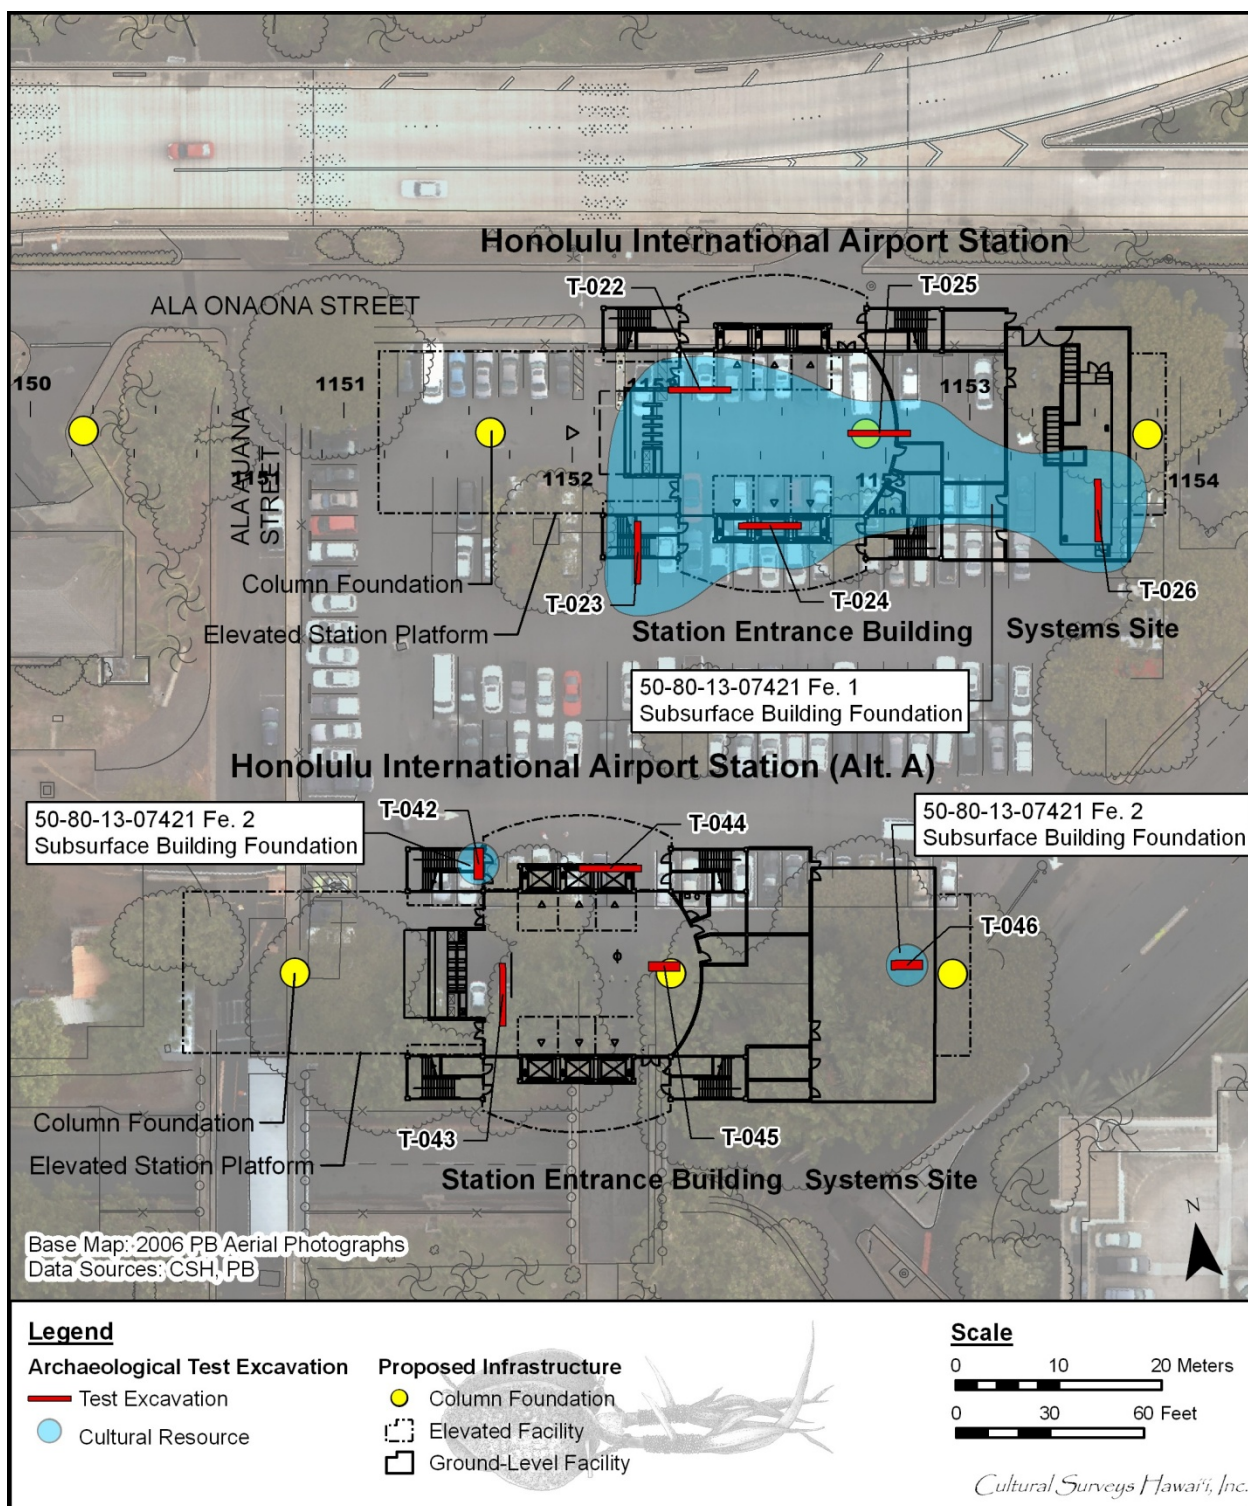 Honolulu International Airport Station
T-022
T-025
ALA ONAONA STREET
150
1151
1152
1153
ALA AUANA
STREET
1151
1152
1153
1154
Column Foundation
T-023
T-024
T-026
Elevated Station Platform
Station Entrance Building
Systems Site
50-80-13-07421 Fe. 1
Subsurface Building Foundation
Honolulu International Airport Station (Alt. A)
50-80-13-07421 Fe. 2
Subsurface Building Foundation
T-042
T-044
50-80-13-07421 Fe. 2
Subsurface Building Foundation
T-046
Column Foundation
T-043
T-045
Elevated Station Platform
Station Entrance Building
Systems Site
Base Map: 2006 PB Aerial Photographs
Data Sources: CSH, PB
N
Legend
Archaeological Test Excavation
Test Excavation
Cultural Resource
Proposed Infrastructure
Column Foundation
Elevated Facility
Ground-Level Facility
Scale
0 10 20 Meters
0 30 60 Feet
Cultural Surveys Hawai'i, Inc.